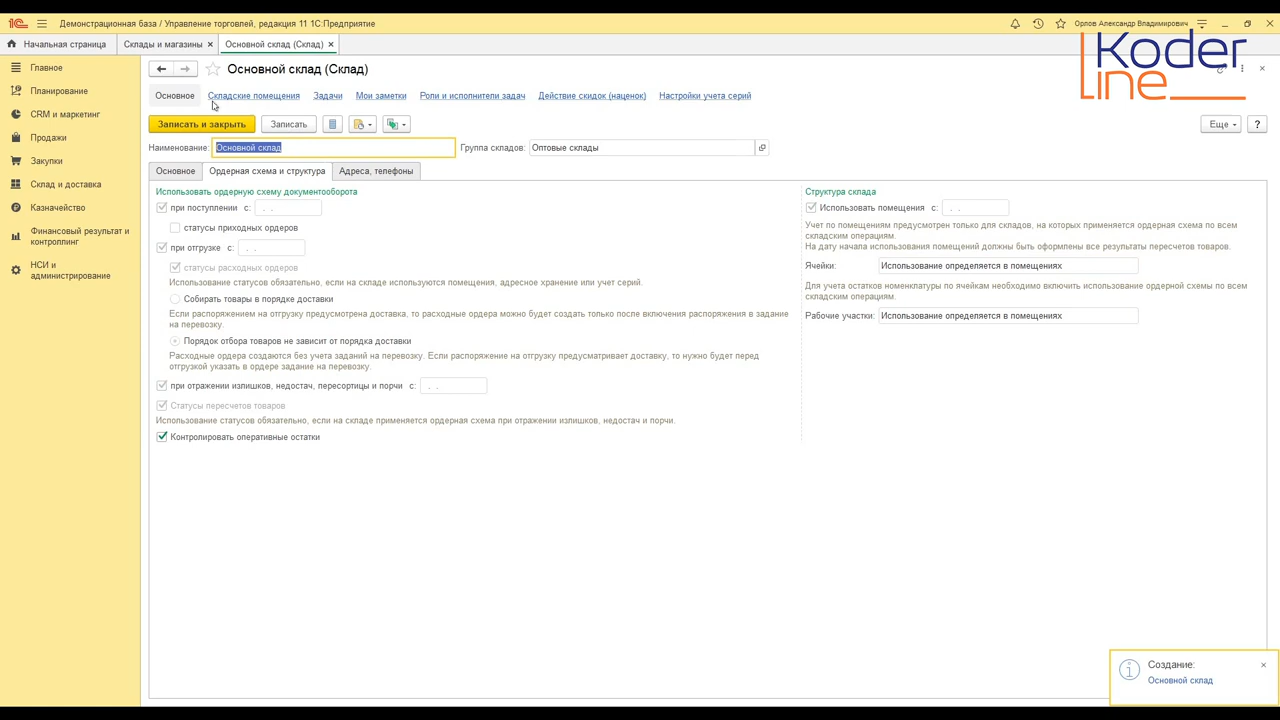 Демонстрационная база / Управление торговлей, редакция 11 1С:Предприятие
Орлов Александр Владимирович
Начальная страница
Склады и магазины
Основной склад (Склад)
Koder
line
Главное
Планирование
CRM и маркетинг
Продажи
Закупки
Склад и доставка
Казначейство
Финансовый результат и
контроллинг
НСИ и
администрирование
Основной склад (Склад)
Основное Складские помещения Задачи Мои заметки Роли и исполнители задач Действие скидок (наценок) Настройки учета серий
Записать и закрыть Записать Еще ?
Наименование: Основной склад Группа складов: Оптовые склады
Основное Ордерная схема и структура Адреса, телефоны
Использовать ордерную схему документооборота
при поступлении с: . .
статусы приходных ордеров
при отгрузке с: . .
статусы расходных ордеров
Использование статусов обязательно, если на складе используются помещения, адресное хранение или учет серий.
Собирать товары в порядке доставки
Если распоряжением на отгрузку предусмотрена доставка, то расходные ордера можно будет создать только после включения распоряжения в задание
на перевозку.
Порядок отбора товаров не зависит от порядка доставки
Расходные ордера создаются без учета заданий на перевозку. Если распоряжение на отгрузку предусматривает доставку, то нужно будет перед
отгрузкой указать в ордере задание на перевозку.
при отражении излишков, недостач, пересортицы и порчи с: . .
Статусы пересчетов товаров
Использование статусов обязательно, если на складе применяется ордерная схема при отражении излишков, недостач и порчи.
Контролировать оперативные остатки
Структура склада
Использовать помещения с: . .
Учет по помещениям предусмотрен только для складов, на которых применяется ордерная схема по всем
складским операциям.
На дату начала использования помещений должны быть оформлены все результаты пересчетов товаров.
Ячейки: Использование определяется в помещениях
Для учета остатков номенклатуры по ячейкам необходимо включить использование ордерной схемы по всем
складским операциям.
Рабочие участки: Использование определяется в помещениях
Создание:
Основной склад